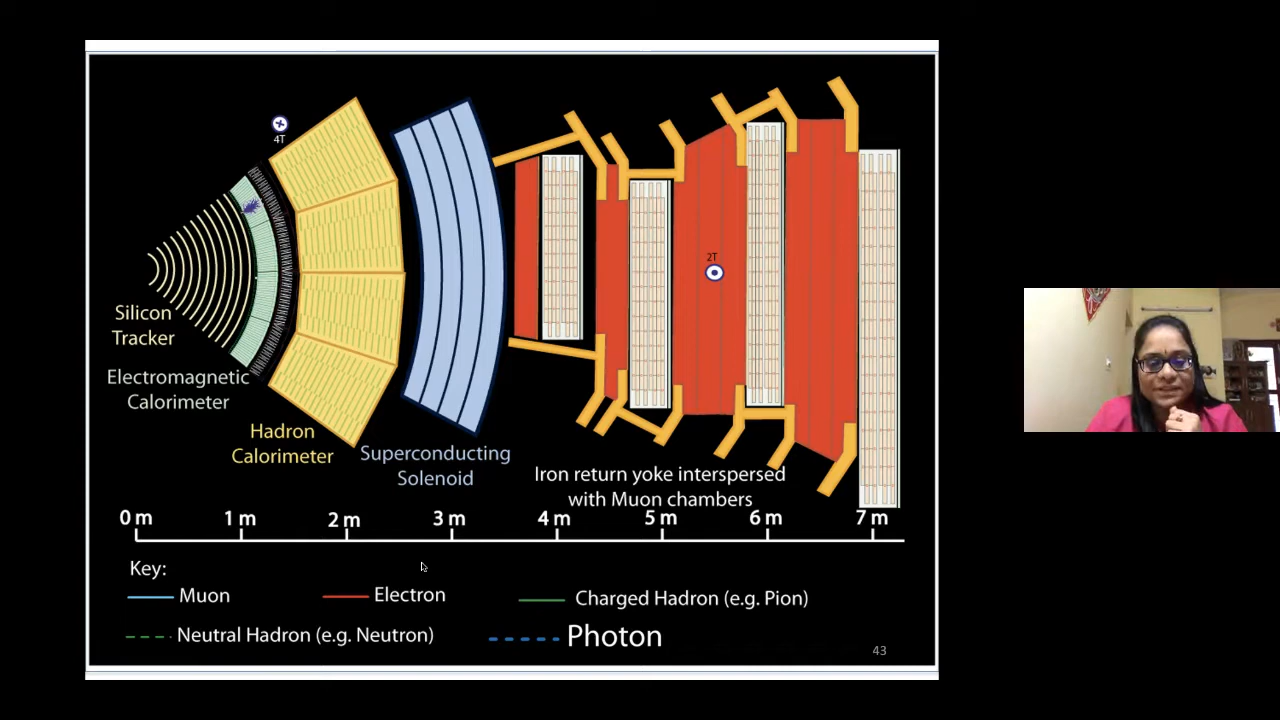 4T
2T
Silicon
Tracker
Electromagnetic
Calorimeter
Hadron
Calorimeter
Superconducting
Solenoid
Iron return yoke interspersed
with Muon chambers
0 m 1 m 2 m 3 m 4 m 5 m 6 m 7 m
Key:
Muon Electron Charged Hadron (e.g. Pion)
Neutral Hadron (e.g. Neutron) Photon
43